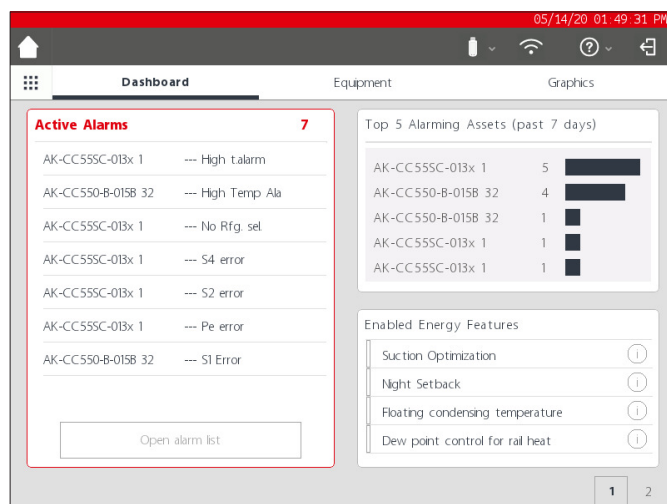 05/14/20 01:49:31 PM
Dashboard Equipment Graphics
Active Alarms 7
AK-CC55SC-013x 1 --- High t.alarm
AK-CC550-B-015B 32 --- High Temp Ala
AK-CC55SC-013x 1 --- No Rfg. sel.
AK-CC55SC-013x 1 --- S4 error
AK-CC55SC-013x 1 --- S2 error
AK-CC55SC-013x 1 --- Pe error
AK-CC550-B-015B 32 --- S1 Error
Open alarm list
Top 5 Alarming Assets (past 7 days)
AK-CC55SC-013x 1 5
AK-CC550-B-015B 32 4
AK-CC550-B-015B 32 1
AK-CC55SC-013x 1 1
AK-CC55SC-013x 1 1
Enabled Energy Features
Suction Optimization
Night Setback
Floating condensing temperature
Dew point control for rail heat
1 2